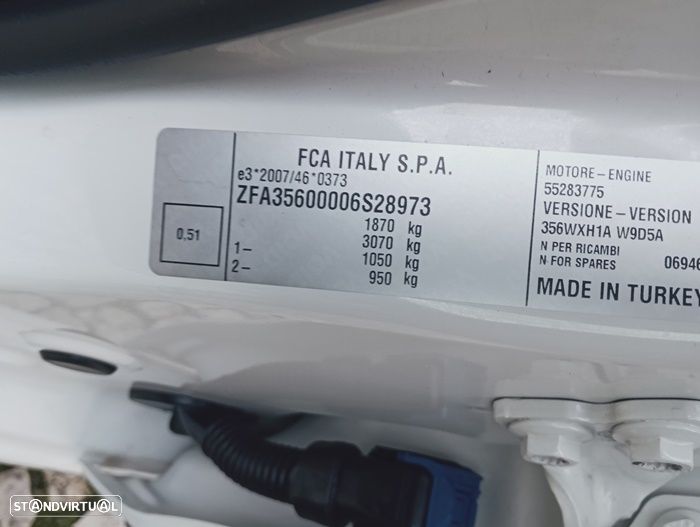 FCA ITALY S.P.A.
e3*2007/46*0373
ZFA35600006S28973
0,51
1870 kg
1– 3070 kg
2– 1050 kg
950 kg
MOTORE–ENGINE
55283775
VERSIONE–VERSION
356WXH1A W9D5A
N PER RICAMBI
N FOR SPARES 06946
MADE IN TURKEY
STANDVIRTUAL